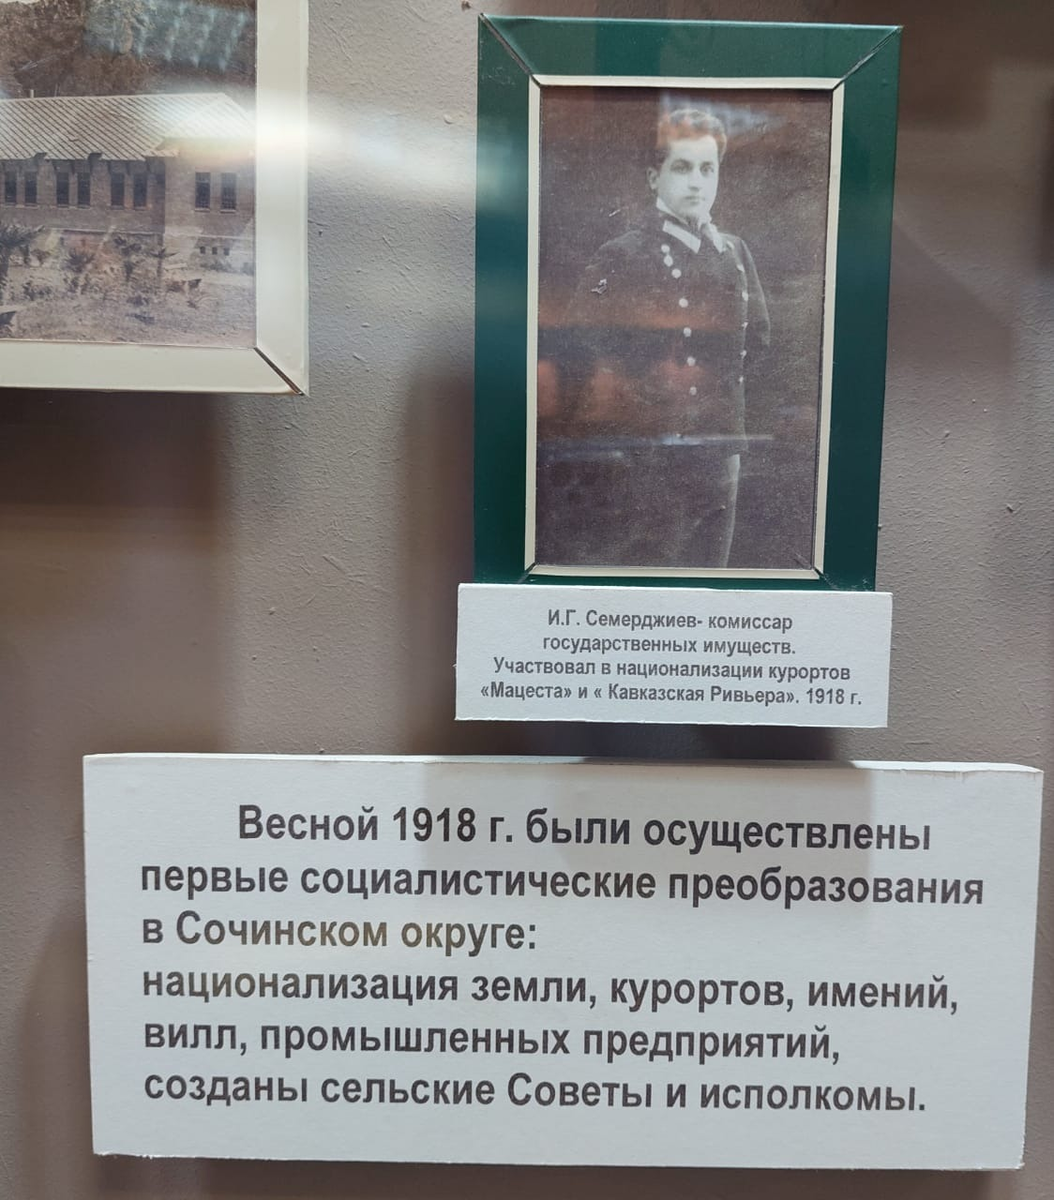 И.Г. Семерджиев- комиссар
государственных имуществ.
Участвовал в национализации курортов
«Мацеста» и « Кавказская Ривьера». 1918 г.
Весной 1918 г. были осуществлены
первые социалистические преобразования
в Сочинском округе:
национализация земли, курортов, имений,
вилл, промышленных предприятий,
созданы сельские Советы и исполкомы.